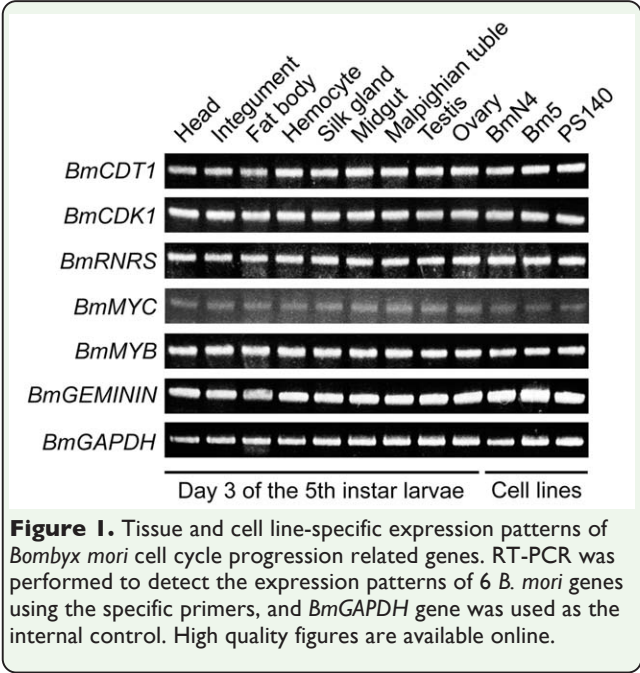 Head Integument Fat body Hemocyte Silk gland Midgut Malpighian tuble Testis Ovary BmN4 Bm5 PS140
BmCDT1
BmCDK1
BmRNRS
BmMYC
BmMYB
BmGEMININ
BmGAPDH
Day 3 of the 5th instar larvae Cell lines
Figure 1. Tissue and cell line-specific expression patterns of
Bombyx mori cell cycle progression related genes. RT-PCR was
performed to detect the expression patterns of 6 B. mori genes
using the specific primers, and BmGAPDH gene was used as the
internal control. High quality figures are available online.